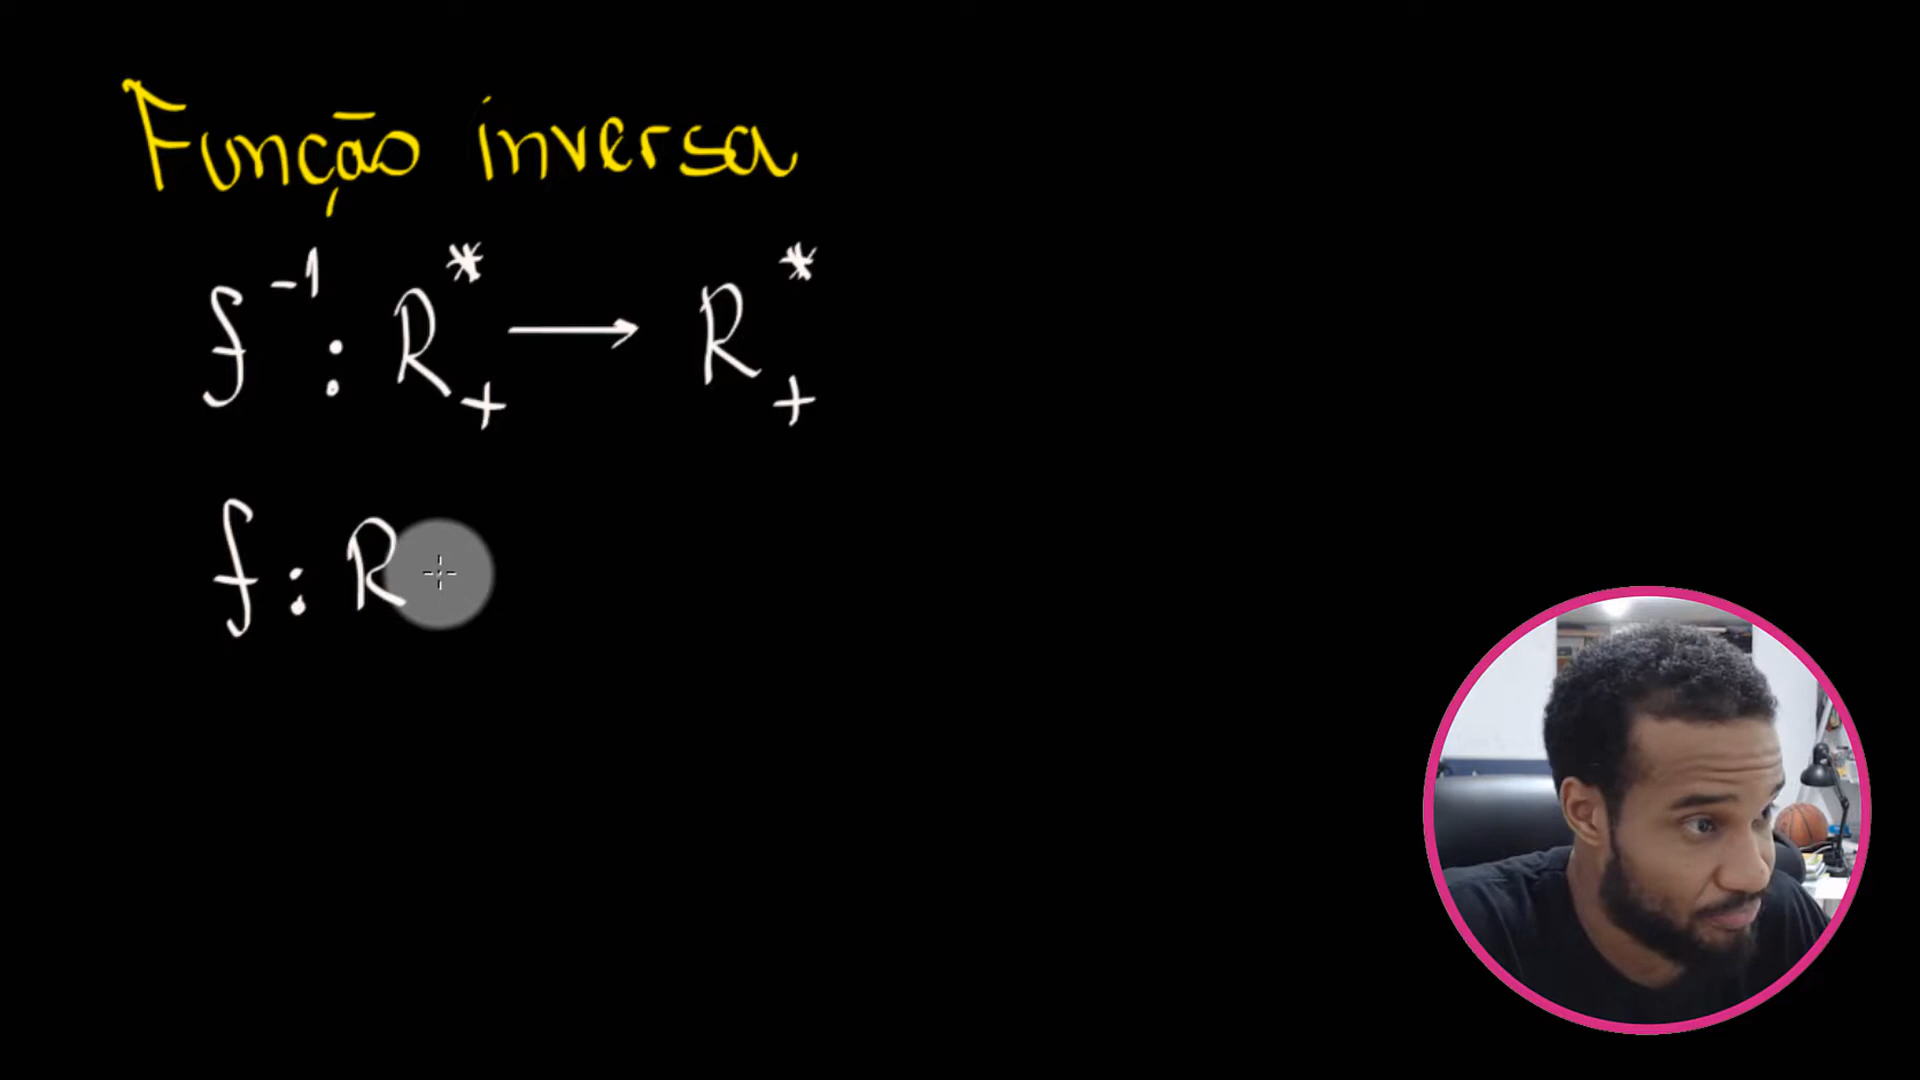 Função inversa
f⁻¹: R*₊ → R*₊
f: R